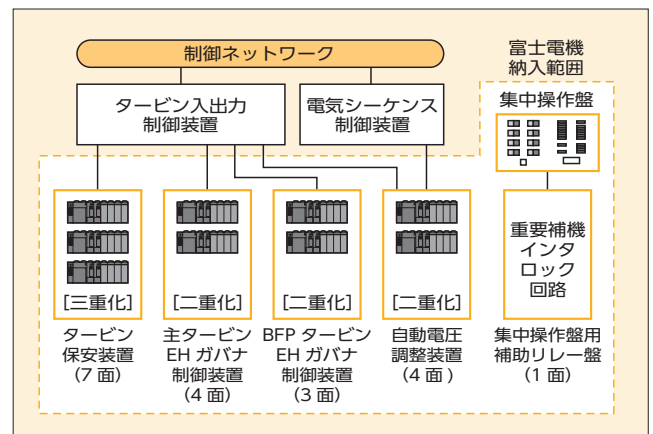 制御ネットワーク
富士電機
納入範囲
タービン入出力
制御装置
電気シーケンス
制御装置
集中操作盤
重要補機
インタ
ロック
回路
[三重化]
[二重化]
[二重化]
[二重化]
タービン
保安装置
(7 面)
主タービン
EH ガバナ
制御装置
(4 面)
BFP タービン
EH ガバナ
制御装置
(3 面)
自動電圧
調整装置
(4 面 )
集中操作盤用
補助リレー盤
(1 面)